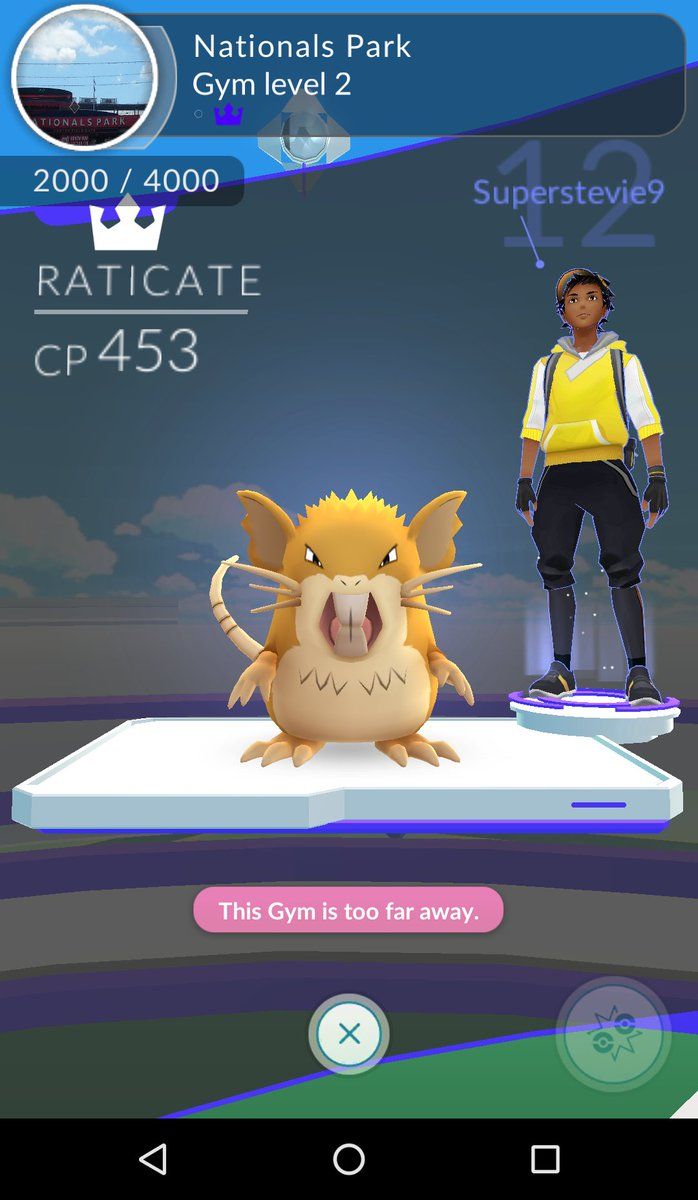 Nationals Park
Gym level 2
NATIONALS PARK
2000 / 4000
12
Superstevie9
RATICATE
CP 453
This Gym is too far away.